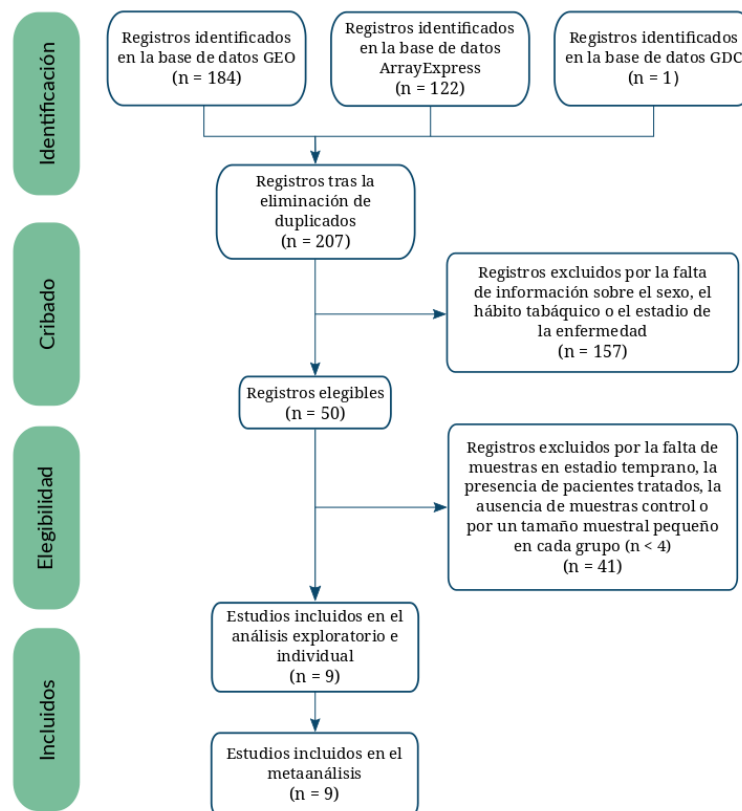 Identificación
Registros identificados
en la base de datos GEO
(n = 184)
Registros identificados
en la base de datos
ArrayExpress
(n = 122)
Registros identificados
en la base de datos GDC
(n = 1)
Registros tras la
eliminación de
duplicados
(n = 207)
Cribado
Registros excluidos por la falta
de información sobre el sexo, el
hábito tabáquico o el estadio de
la enfermedad
(n = 157)
Registros elegibles
(n = 50)
Elegibilidad
Registros excluidos por la falta de
muestras en estadio temprano, la
presencia de pacientes tratados, la
ausencia de muestras control o
por un tamaño muestral pequeño
en cada grupo (n < 4)
(n = 41)
Incluidos
Estudios incluidos en el
análisis exploratorio e
individual
(n = 9)
Estudios incluidos en el
metaanálisis
(n = 9)